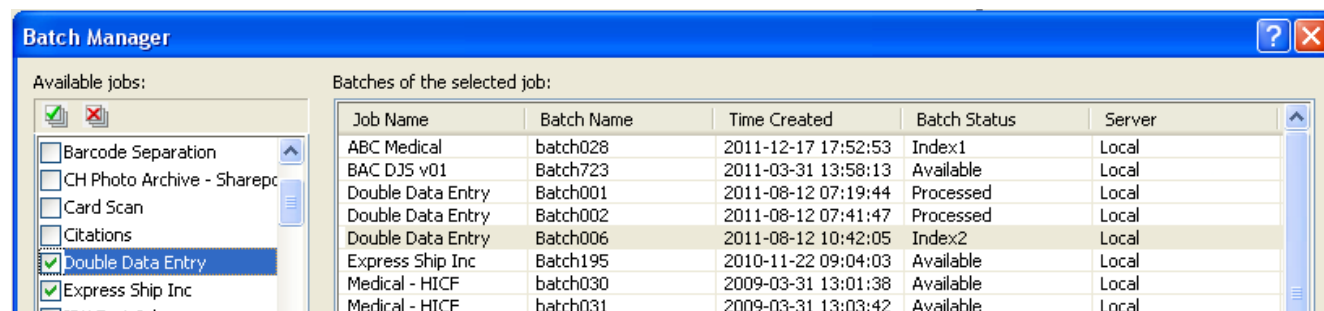 Batch Manager
Available jobs:
Batches of the selected job:
Job Name Batch Name Time Created Batch Status Server
Barcode Separation
CH Photo Archive - Sharepo
Card Scan
Citations
Double Data Entry
Express Ship Inc
ABC Medical batch028 2011-12-17 17:52:53 Index1 Local
BAC DJS v01 Batch723 2011-03-31 13:58:13 Available Local
Double Data Entry Batch001 2011-08-12 07:19:44 Processed Local
Double Data Entry Batch002 2011-08-12 07:41:47 Processed Local
Double Data Entry Batch006 2011-08-12 10:42:05 Index2 Local
Express Ship Inc Batch195 2010-11-22 09:04:03 Available Local
Medical - HICF batch030 2009-03-31 13:01:38 Available Local
Medical - HICF batch031 2009-03-31 13:03:42 Available Local